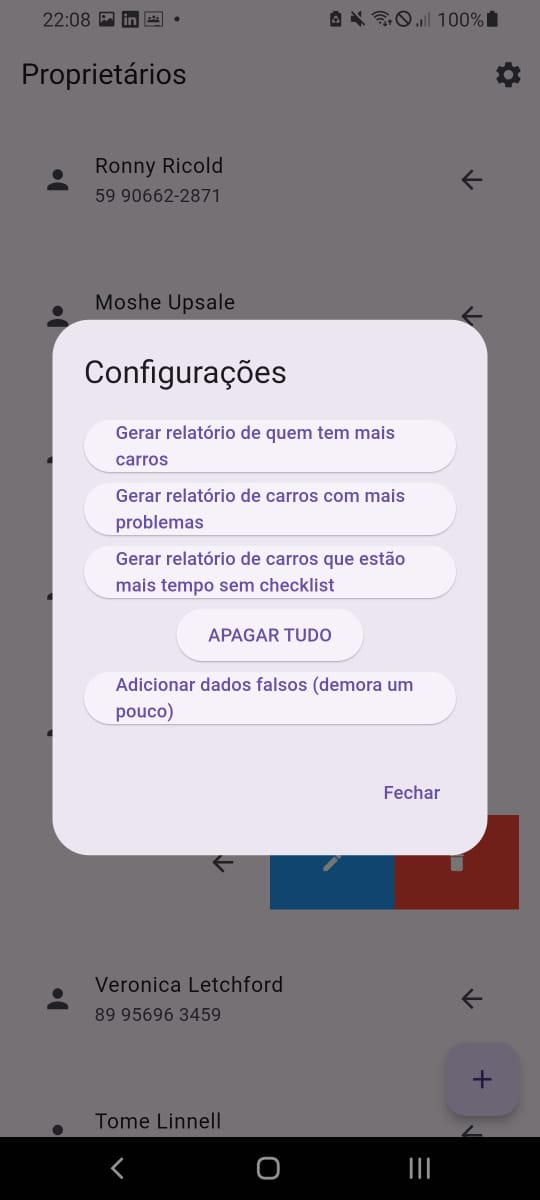 22:08
100%
Proprietários
Ronny Ricold
59 90662-2871
Moshe Upsale
Configurações
Gerar relatório de quem tem mais
carros
Gerar relatório de carros com mais
problemas
Gerar relatório de carros que estão
mais tempo sem checklist
APAGAR TUDO
Adicionar dados falsos (demora um
pouco)
Fechar
Veronica Letchford
89 95696 3459
Tome Linnell